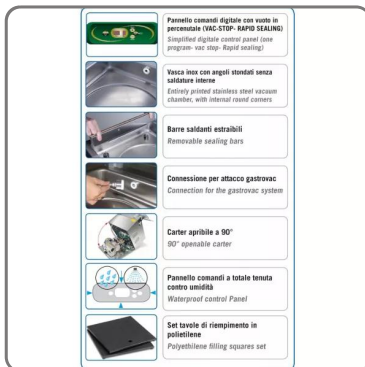 Pannello comandi digitale con vuoto in
percenutale (VAC-STOP- RAPID SEALING)
Simplified digitale control panel (one
program- vac stop- Rapid sealing)
Vasca inox con angoli stondati senza
saldature interne
Entirely printed stainless steel vacuum
chamber, with internal round corners
Barre saldanti estraibili
Removable sealing bars
Connessione per attacco gastrovac
Connection for the gastrovac system
Carter apribile a 90°
90° openable carter
Pannello comandi a totale tenuta
contro umidità
Waterproof control Panel
Set tavole di riempimento in
polietilene
Polyethilene filling squares set